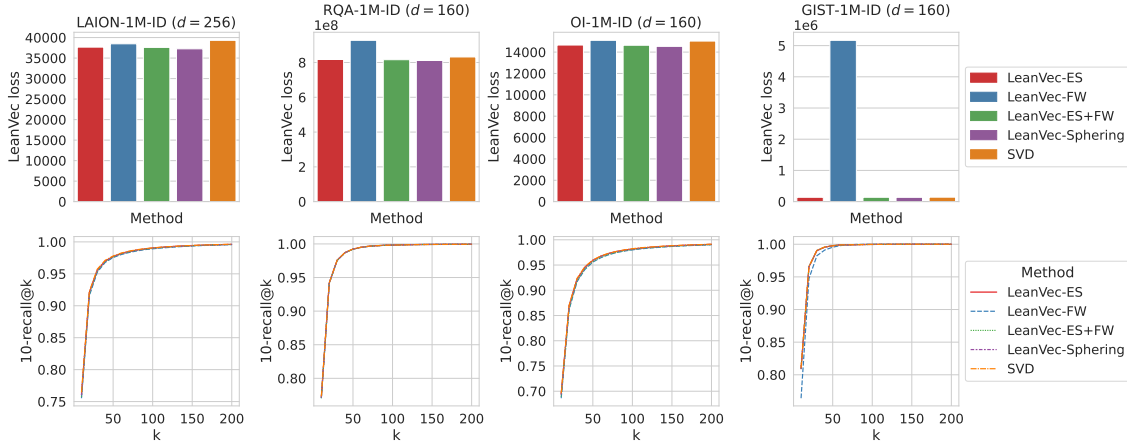 LAION-1M-ID (d = 256)
LeanVec loss
40000
35000
30000
25000
20000
15000
10000
5000
0
Method
RQA-1M-ID (d = 160)
1e8
LeanVec loss
8
6
4
2
0
Method
OI-1M-ID (d = 160)
LeanVec loss
14000
12000
10000
8000
6000
4000
2000
0
Method
GIST-1M-ID (d = 160)
1e6
LeanVec loss
5
4
3
2
1
0
Method
LeanVec-ES
LeanVec-FW
LeanVec-ES+FW
LeanVec-Sphering
SVD
10-recall@k
1.00
0.95
0.90
0.85
0.80
0.75
50 100 150 200
k
10-recall@k
1.00
0.95
0.90
0.85
0.80
50 100 150 200
k
10-recall@k
1.00
0.95
0.90
0.85
0.80
0.75
0.70
50 100 150 200
k
10-recall@k
1.00
0.95
0.90
0.85
0.80
50 100 150 200
k
Method
LeanVec-ES
LeanVec-FW
LeanVec-ES+FW
LeanVec-Sphering
SVD